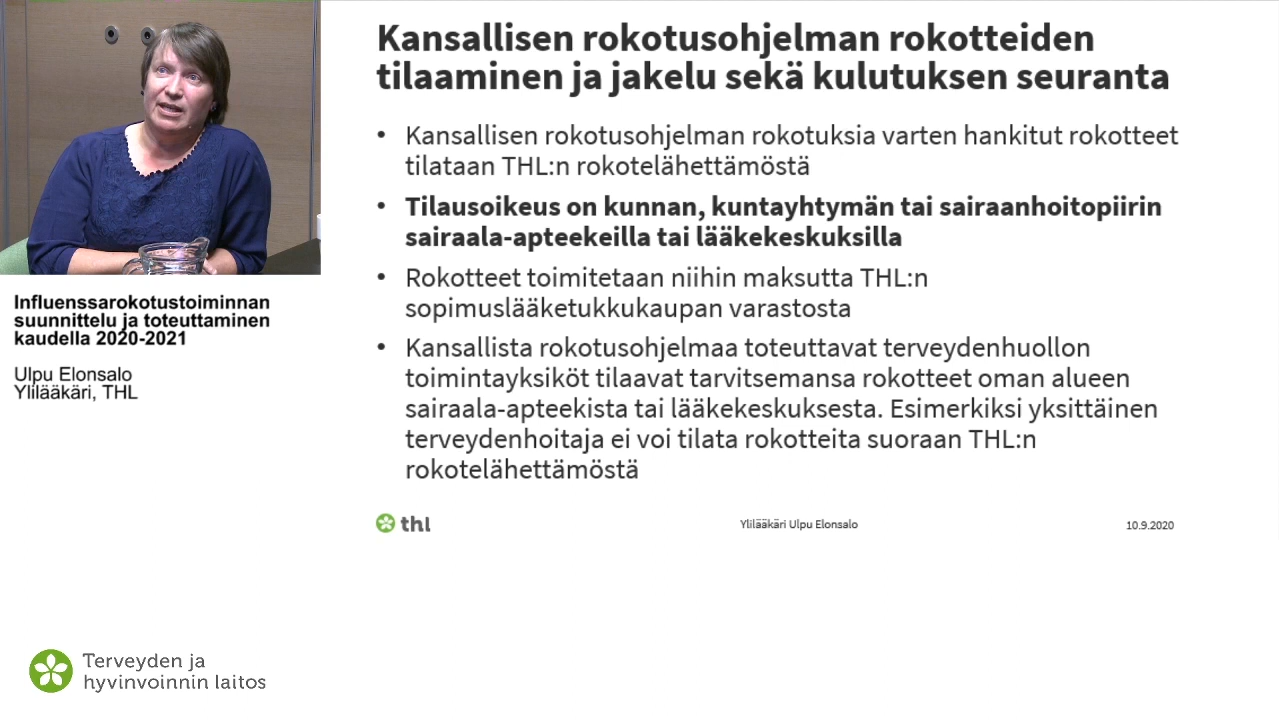 Kansallisen rokotusohjelman rokotteiden
tilaaminen ja jakelu sekä kulutuksen seuranta
• Kansallisen rokotusohjelman rokotuksia varten hankitut rokotteet
tilataan THL:n rokotelähettämöstä
• Tilausoikeus on kunnan, kuntayhtymän tai sairaanhoitopiirin
sairaala-apteekeilla tai lääkekeskuksilla
• Rokotteet toimitetaan niihin maksutta THL:n
sopimuslääketukkukaupan varastosta
• Kansallista rokotusohjelmaa toteuttavat terveydenhuollon
toimintayksiköt tilaavat tarvitsemansa rokotteet oman alueen
sairaala-apteekista tai lääkekeskuksesta. Esimerkiksi yksittäinen
terveydenhoitaja ei voi tilata rokotteita suoraan THL:n
rokotelähettämöstä
thl
Ylilääkäri Ulpu Elonsalo
10.9.2020
Influenssarokotustoiminnan
suunnittelu ja toteuttaminen
kaudella 2020-2021
Ulpu Elonsalo
Ylilääkäri, THL
Terveyden ja
hyvinvoinnin laitos